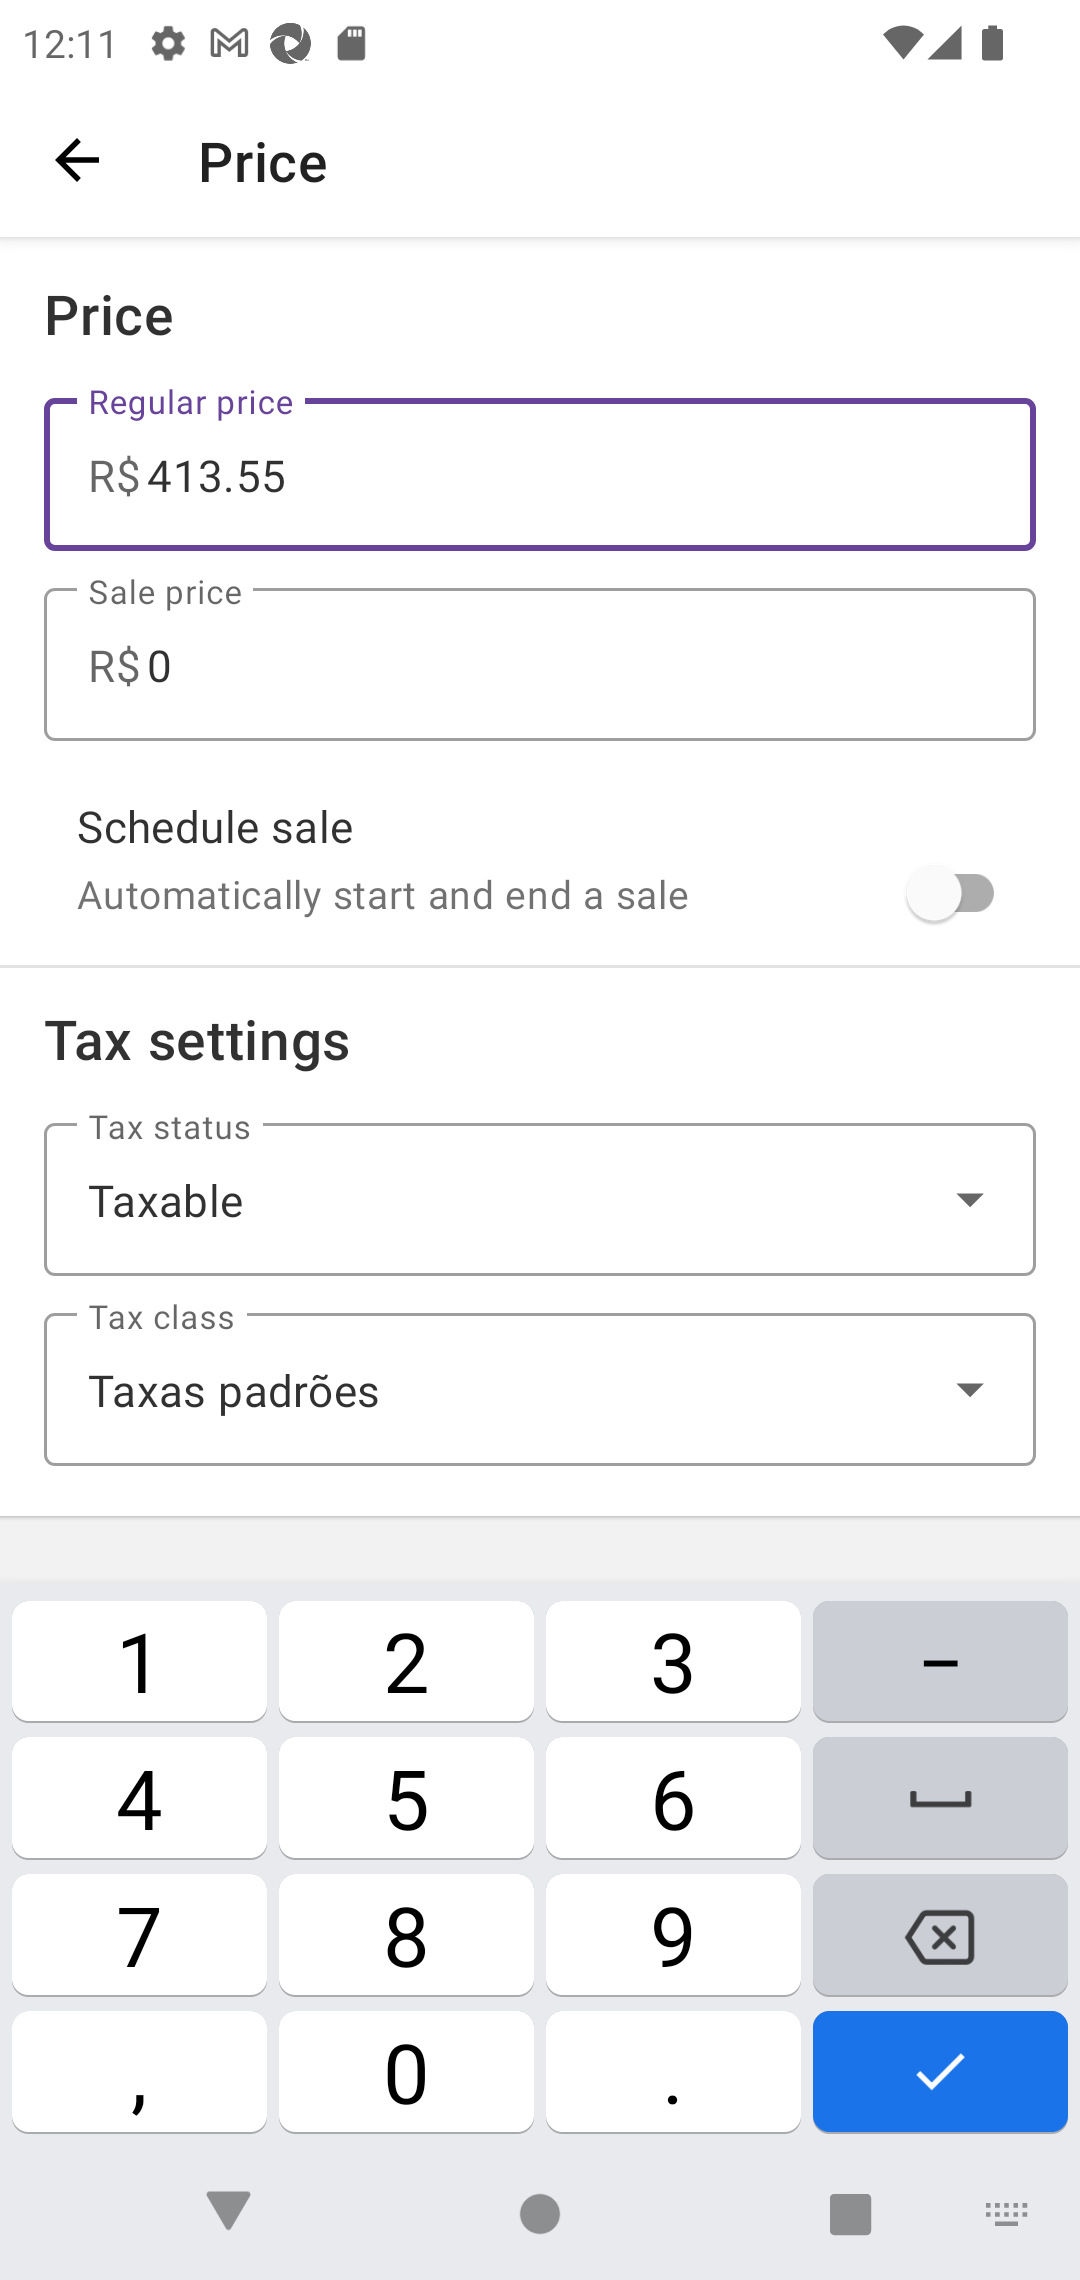 12:11
Price
Price
Regular price
R$ 413.55
Sale price
R$ 0
Schedule sale
Automatically start and end a sale
Tax settings
Tax status
Taxable
Tax class
Taxas padrões
1 2 3 –
4 5 6
7 8 9
, 0 .